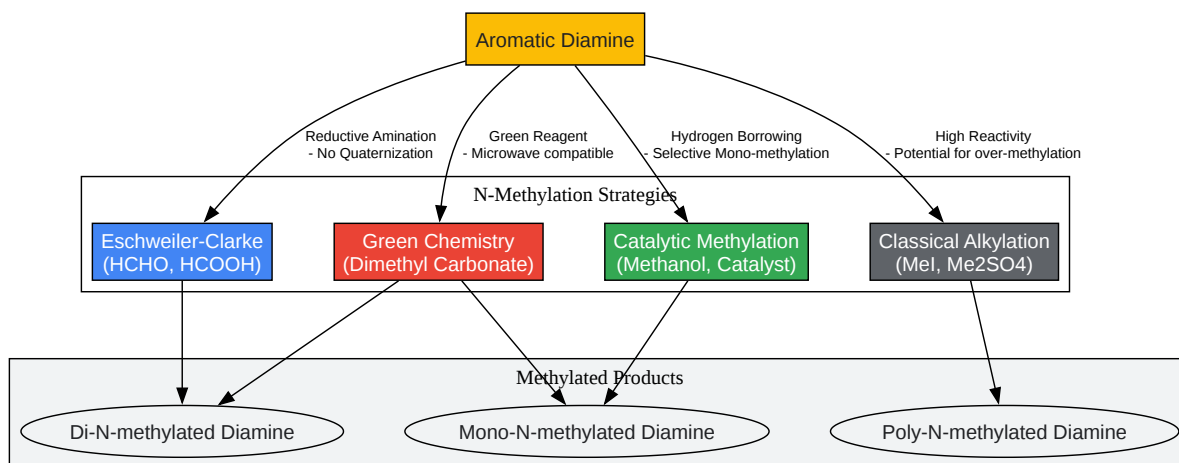 Aromatic Diamine
Reductive Amination
- No Quaternization
Green Reagent
- Microwave compatible
Hydrogen Borrowing
- Selective Mono-methylation
High Reactivity
- Potential for over-methylation
N-Methylation Strategies
Eschweiler-Clarke
(HCHO, HCOOH)
Green Chemistry
(Dimethyl Carbonate)
Catalytic Methylation
(Methanol, Catalyst)
Classical Alkylation
(MeI, Me2SO4)
Methylated Products
Di-N-methylated Diamine
Mono-N-methylated Diamine
Poly-N-methylated Diamine